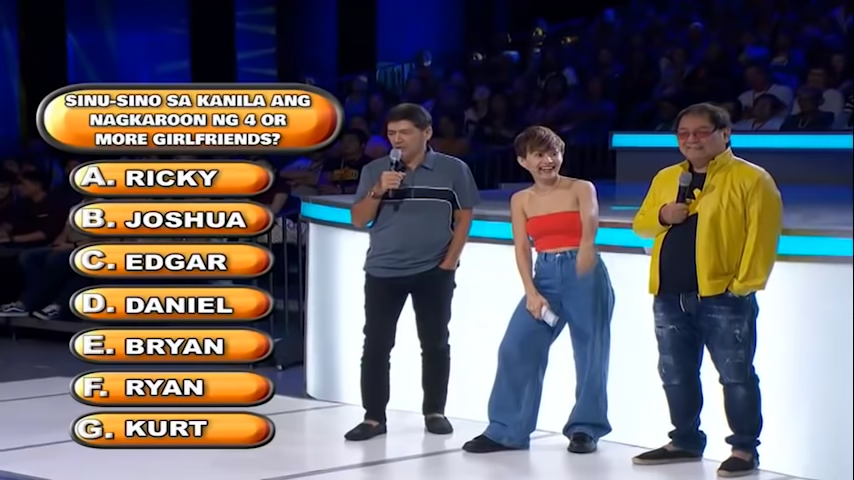 SINU-SINO SA KANILA ANG
NAGKAROON NG 4 OR
MORE GIRLFRIENDS?
A. RICKY
B. JOSHUA
C. EDGAR
D. DANIEL
E. BRYAN
F. RYAN
G. KURT